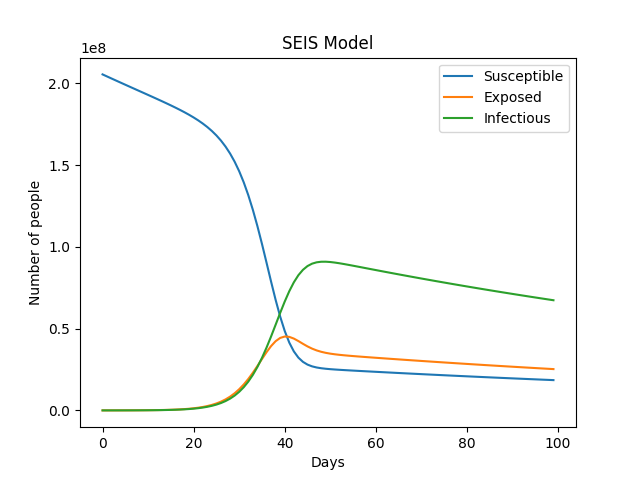 SEIS Model
1e8
Susceptible
Exposed
Infectious
2.0
1.5
1.0
0.5
0.0
Number of people
0 20 40 60 80 100
Days